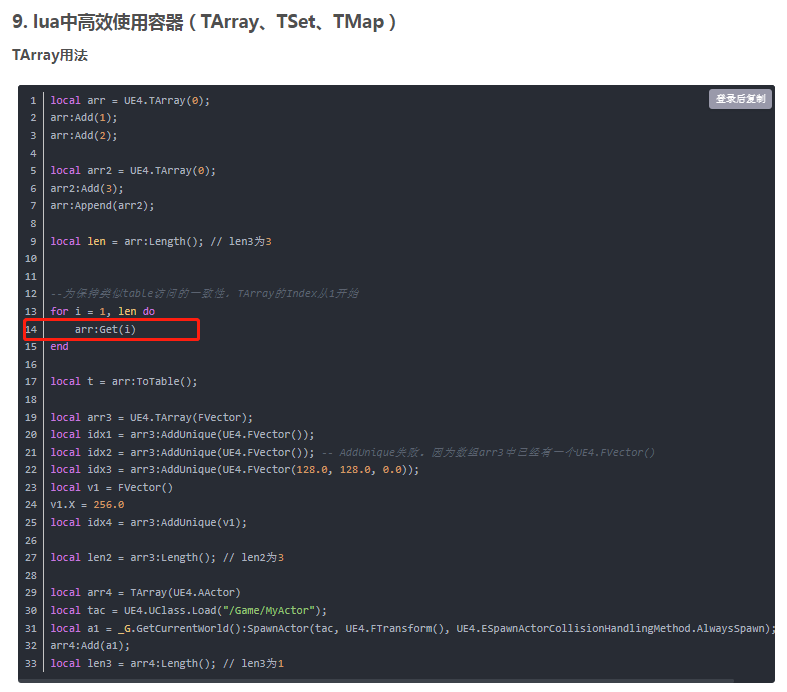 9. lua中高效使用容器（TArray、TSet、TMap）
TArray用法
登录后复制
1 local arr = UE4.TArray(0);
2 arr:Add(1);
3 arr:Add(2);
4
5 local arr2 = UE4.TArray(0);
6 arr2:Add(3);
7 arr:Append(arr2);
8
9 local len = arr:Length(); // len3为3
10
11
12 --为保持类似table访问的一致性，TArray的Index从1开始
13 for i = 1, len do
14 arr:Get(i)
15 end
16
17 local t = arr:ToTable();
18
19 local arr3 = UE4.TArray(FVector);
20 local idx1 = arr3:AddUnique(UE4.FVector());
21 local idx2 = arr3:AddUnique(UE4.FVector()); -- AddUnique失败，因为数组arr3中已经有一个UE4.FVector()
22 local idx3 = arr3:AddUnique(UE4.FVector(128.0, 128.0, 0.0));
23 local v1 = FVector()
24 v1.X = 256.0
25 local idx4 = arr3:AddUnique(v1);
26
27 local len2 = arr3:Length(); // len2为3
28
29 local arr4 = TArray(UE4.AActor)
30 local tac = UE4.UClass.Load("/Game/MyActor");
31 local a1 = _G.GetCurrentWorld():SpawnActor(tac, UE4.FTransform(), UE4.ESpawnActorCollisionHandlingMethod.AlwaysSpawn);
32 arr4:Add(a1);
33 local len3 = arr4:Length(); // len3为1